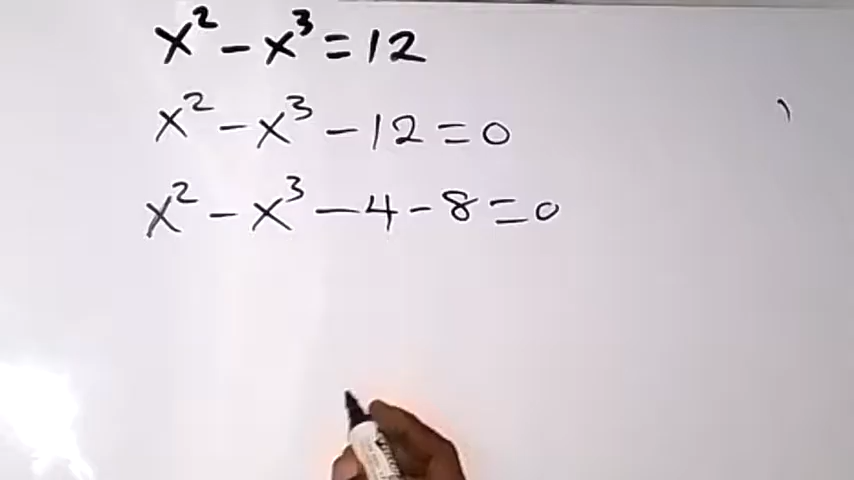 x² - x³ = 12
x² - x³ - 12 = 0
x² - x³ - 4 - 8 = 0